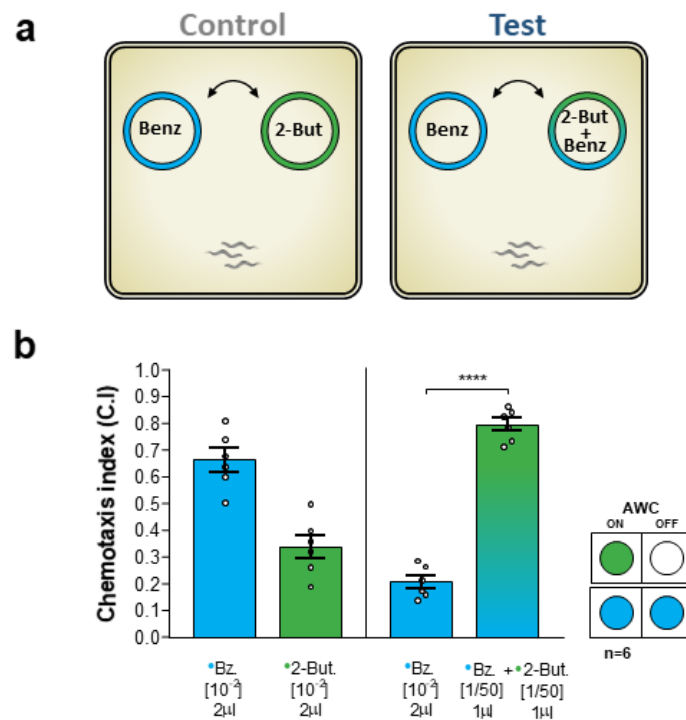 a
Control
Test
Benz
2-But
Benz
2-But
+
Benz
b
Chemotaxis index (C.I)
1.0
0.9
0.8
0.7
0.6
0.5
0.4
0.3
0.2
0.1
0.0
****
•Bz.
[10⁻²]
2µl
•2-But.
[10⁻²]
2µl
•Bz.
[10⁻²]
2µl
•Bz. + •2-But.
[1/50] [1/50]
1µl 1µl
AWC
ON OFF
n=6